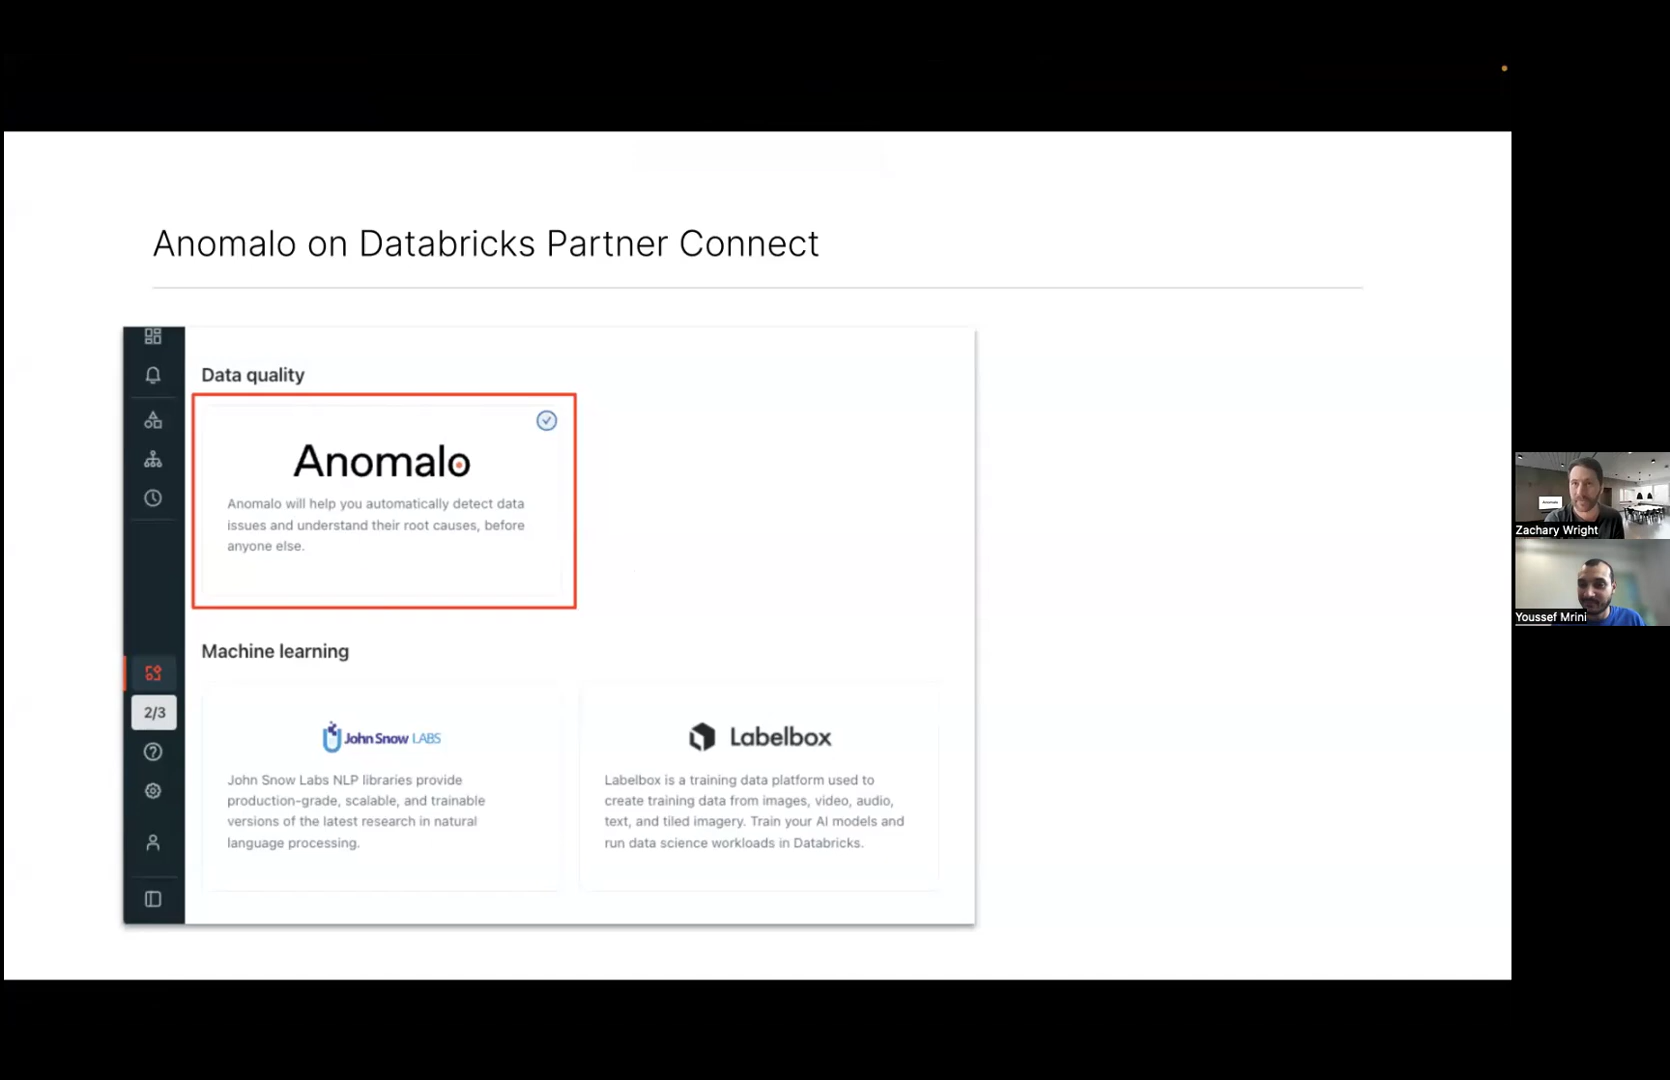 Anomalo on Databricks Partner Connect
Data quality
Anomalo
Anomalo will help you automatically detect data
issues and understand their root causes, before
anyone else.
Machine learning
2/3
John Snow LABS
John Snow Labs NLP libraries provide
production-grade, scalable, and trainable
versions of the latest research in natural
language processing.
Labelbox
Labelbox is a training data platform used to
create training data from images, video, audio,
text, and tiled imagery. Train your AI models and
run data science workloads in Databricks.
Zachary Wright
Youssef Mrini